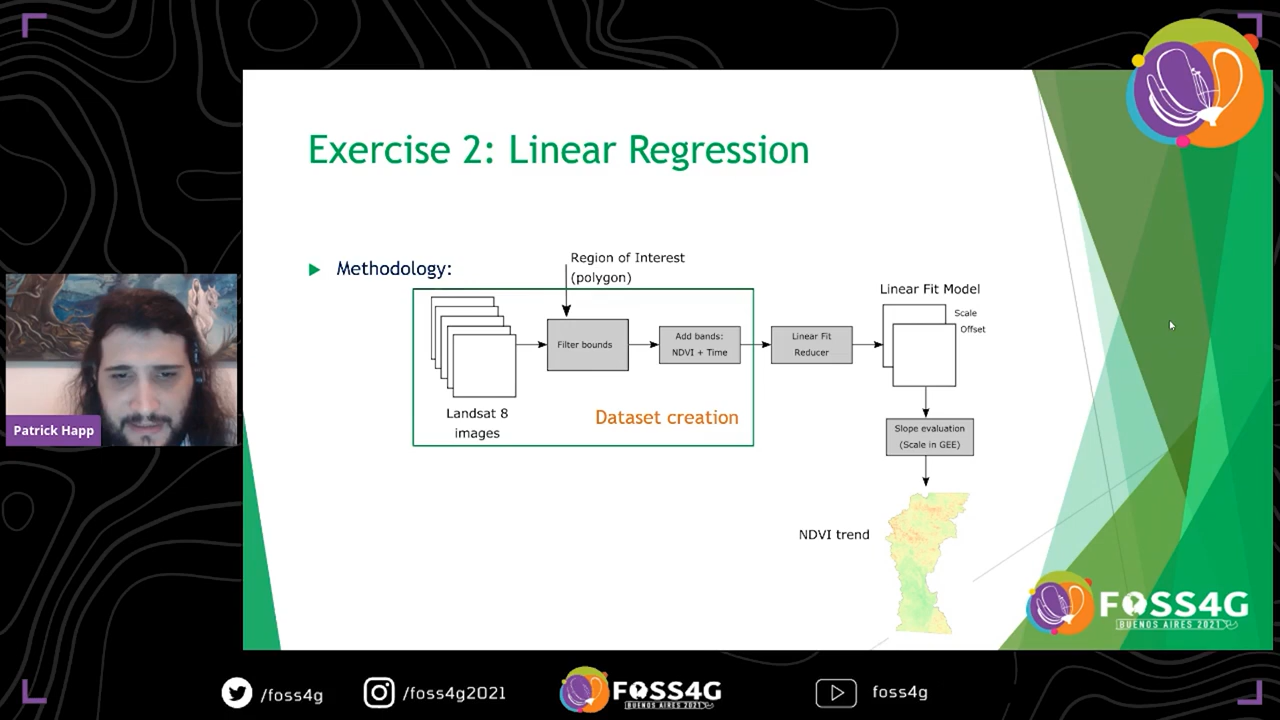 Exercise 2: Linear Regression
Methodology:
Region of Interest
(polygon)
Filter bounds
Add bands:
NDVI + Time
Landsat 8
images
Dataset creation
Linear Fit
Reducer
Linear Fit Model
Scale
Offset
Slope evaluation
(Scale in GEE)
NDVI trend
Patrick Happ
FOSS4G
BUENOS AIRES 2021
/foss4g
/foss4g2021
FOSS4G
BUENOS AIRES 2021
foss4g